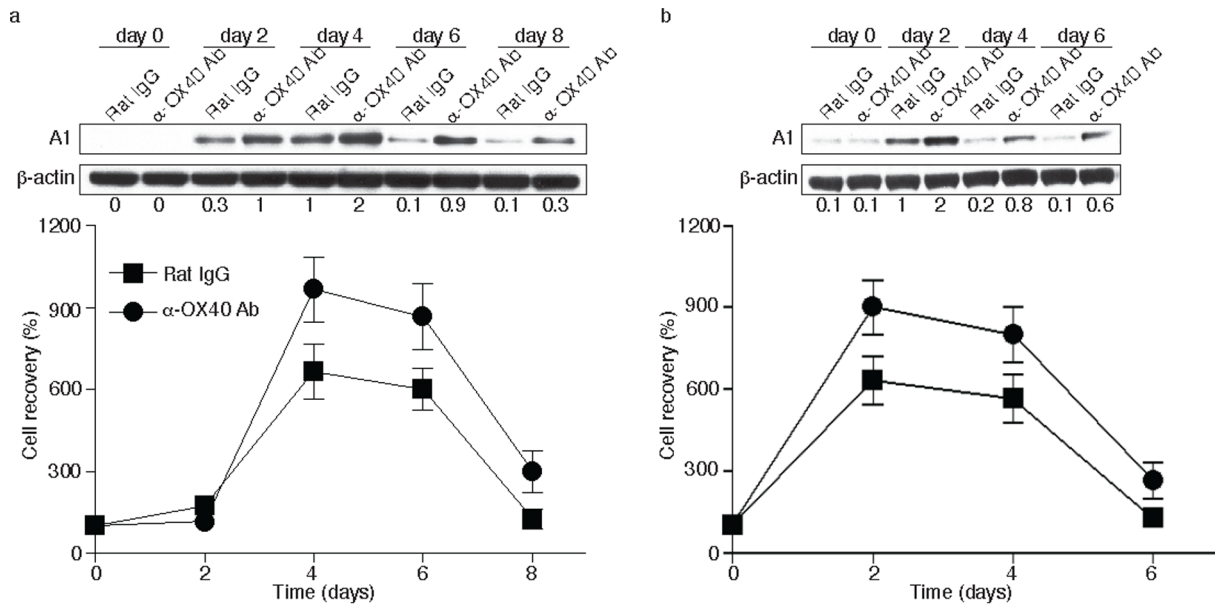 a
day 0 day 2 day 4 day 6 day 8
Rat IgG α-OX40 Ab Rat IgG α-OX40 Ab Rat IgG α-OX40 Ab Rat IgG α-OX40 Ab Rat IgG α-OX40 Ab
A1
β-actin
0 0 0.3 1 1 2 0.1 0.9 0.1 0.3
1200
900
600
300
0
Cell recovery (%)
Rat IgG
α-OX40 Ab
0 2 4 6 8
Time (days)
b
day 0 day 2 day 4 day 6
Rat IgG α-OX40 Ab Rat IgG α-OX40 Ab Rat IgG α-OX40 Ab Rat IgG α-OX40 Ab
A1
β-actin
0.1 0.1 1 2 0.2 0.8 0.1 0.6
1200
900
600
300
0
Cell recovery (%)
0 2 4 6
Time (days)